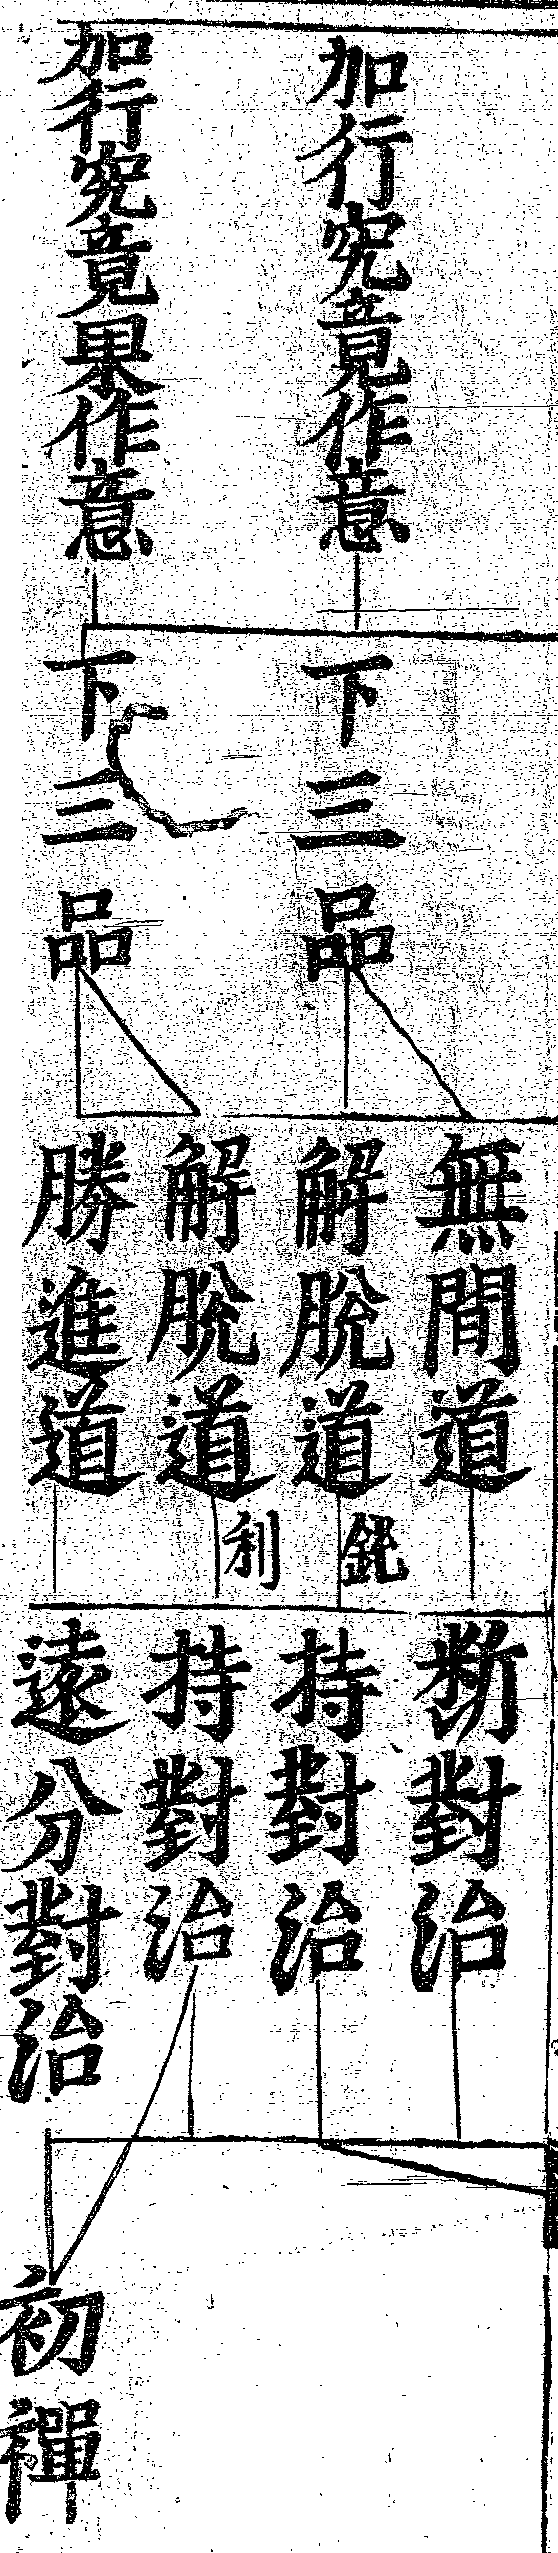 加行究竟作意
加行究竟果作意
下三品
下三品
無間道
解脫道 鈍
解脫道 利
勝進道
断對治
持對治
持對治
遠分對治
初禪